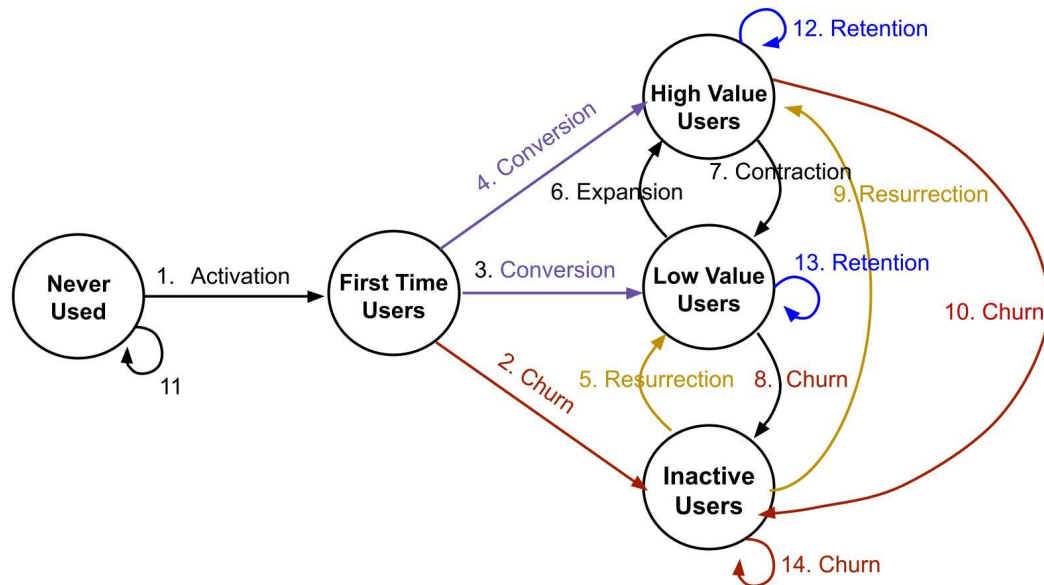 12. Retention
High Value
Users
4. Conversion
7. Contraction
6. Expansion
9. Resurrection
Never
Used
1. Activation
First Time
Users
3. Conversion
Low Value
Users
13. Retention
10. Churn
11
2. Churn
5. Resurrection
8. Churn
Inactive
Users
14. Churn